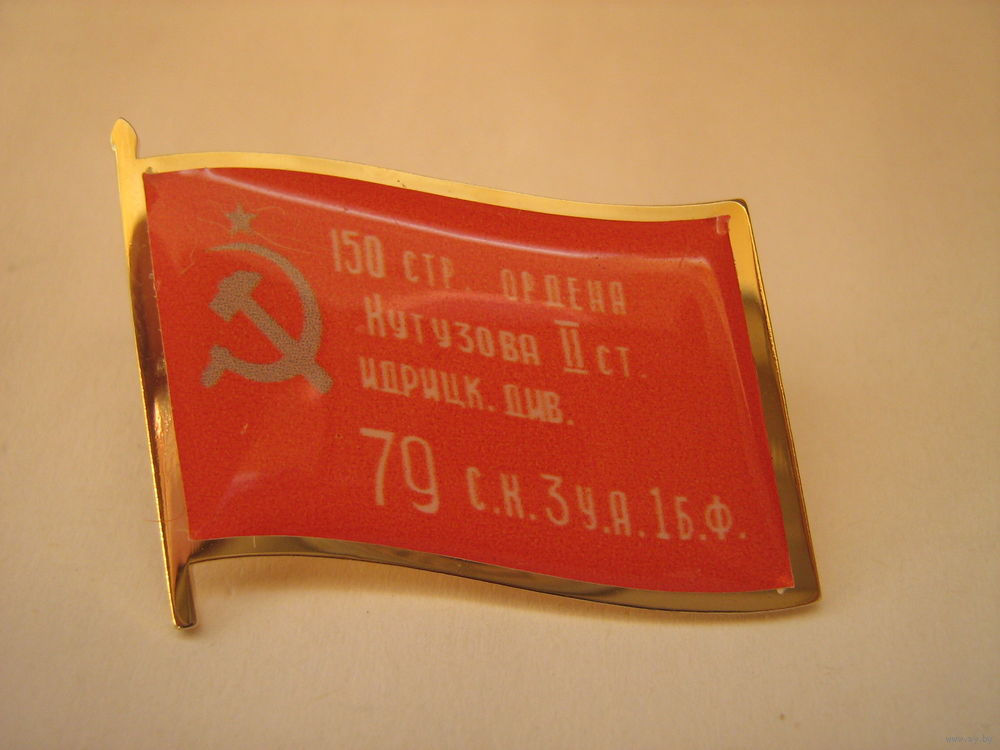 150 СТР. ОРДЕНА
КУТУЗОВА II СТ.
ИДРИЦК. ДИВ.
79 С.К. 3 У.А. 1 Б.Ф.